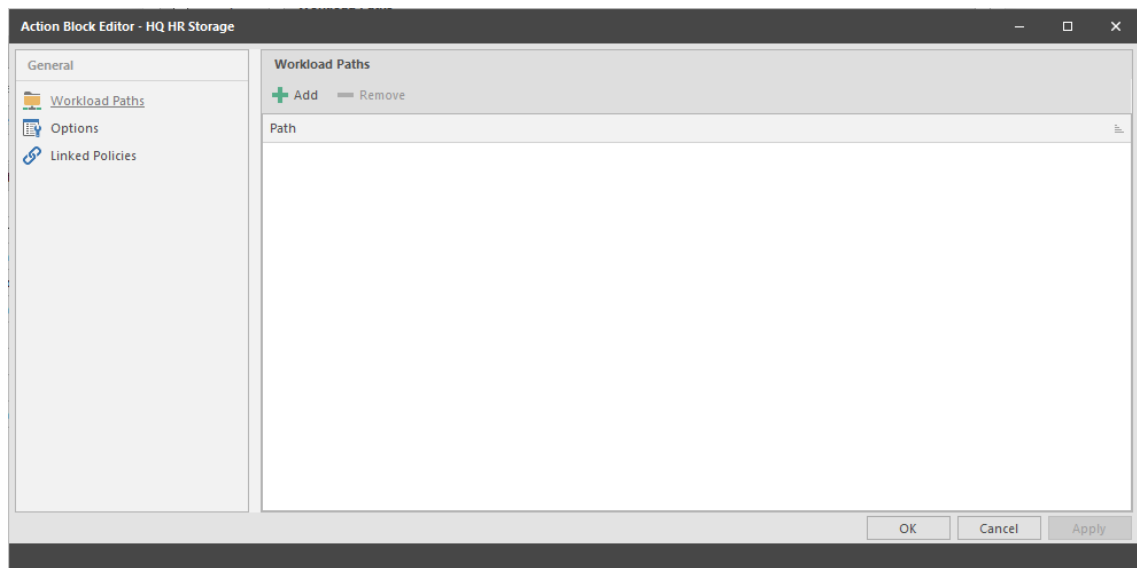 Action Block Editor - HQ HR Storage
General
Workload Paths
Options
Linked Policies
Workload Paths
Add Remove
Path
OK Cancel Apply